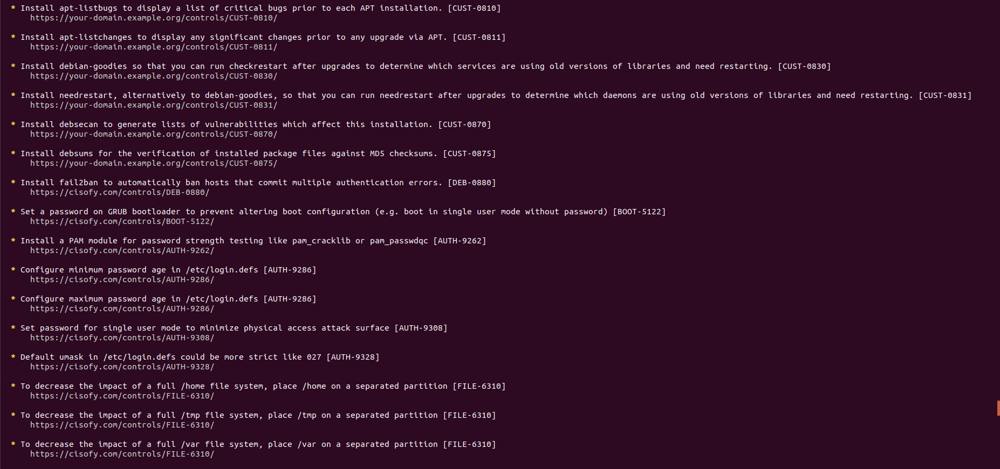 * Install apt-listbugs to display a list of critical bugs prior to each APT installation. [CUST-0810]
https://your-domain.example.org/controls/CUST-0810/
* Install apt-listchanges to display any significant changes prior to any upgrade via APT. [CUST-0811]
https://your-domain.example.org/controls/CUST-0811/
* Install debian-goodies so that you can run checkrestart after upgrades to determine which services are using old versions of libraries and need restarting. [CUST-0830]
https://your-domain.example.org/controls/CUST-0830/
* Install needrestart, alternatively to debian-goodies, so that you can run needrestart after upgrades to determine which daemons are using old versions of libraries and need restarting. [CUST-0831]
https://your-domain.example.org/controls/CUST-0831/
* Install debsecan to generate lists of vulnerabilities which affect this installation. [CUST-0870]
https://your-domain.example.org/controls/CUST-0870/
* Install debsums for the verification of installed package files against MD5 checksums. [CUST-0875]
https://your-domain.example.org/controls/CUST-0875/
* Install fail2ban to automatically ban hosts that commit multiple authentication errors. [DEB-0880]
https://cisofy.com/controls/DEB-0880/
* Set a password on GRUB bootloader to prevent altering boot configuration (e.g. boot in single user mode without password) [BOOT-5122]
https://cisofy.com/controls/BOOT-5122/
* Install a PAM module for password strength testing like pam_cracklib or pam_passwdqc [AUTH-9262]
https://cisofy.com/controls/AUTH-9262/
* Configure minimum password age in /etc/login.defs [AUTH-9286]
https://cisofy.com/controls/AUTH-9286/
* Configure maximum password age in /etc/login.defs [AUTH-9286]
https://cisofy.com/controls/AUTH-9286/
* Set password for single user mode to minimize physical access attack surface [AUTH-9308]
https://cisofy.com/controls/AUTH-9308/
* Default umask in /etc/login.defs could be more strict like 027 [AUTH-9328]
https://cisofy.com/controls/AUTH-9328/
* To decrease the impact of a full /home file system, place /home on a separated partition [FILE-6310]
https://cisofy.com/controls/FILE-6310/
* To decrease the impact of a full /tmp file system, place /tmp on a separated partition [FILE-6310]
https://cisofy.com/controls/FILE-6310/
* To decrease the impact of a full /var file system, place /var on a separated partition [FILE-6310]
https://cisofy.com/controls/FILE-6310/